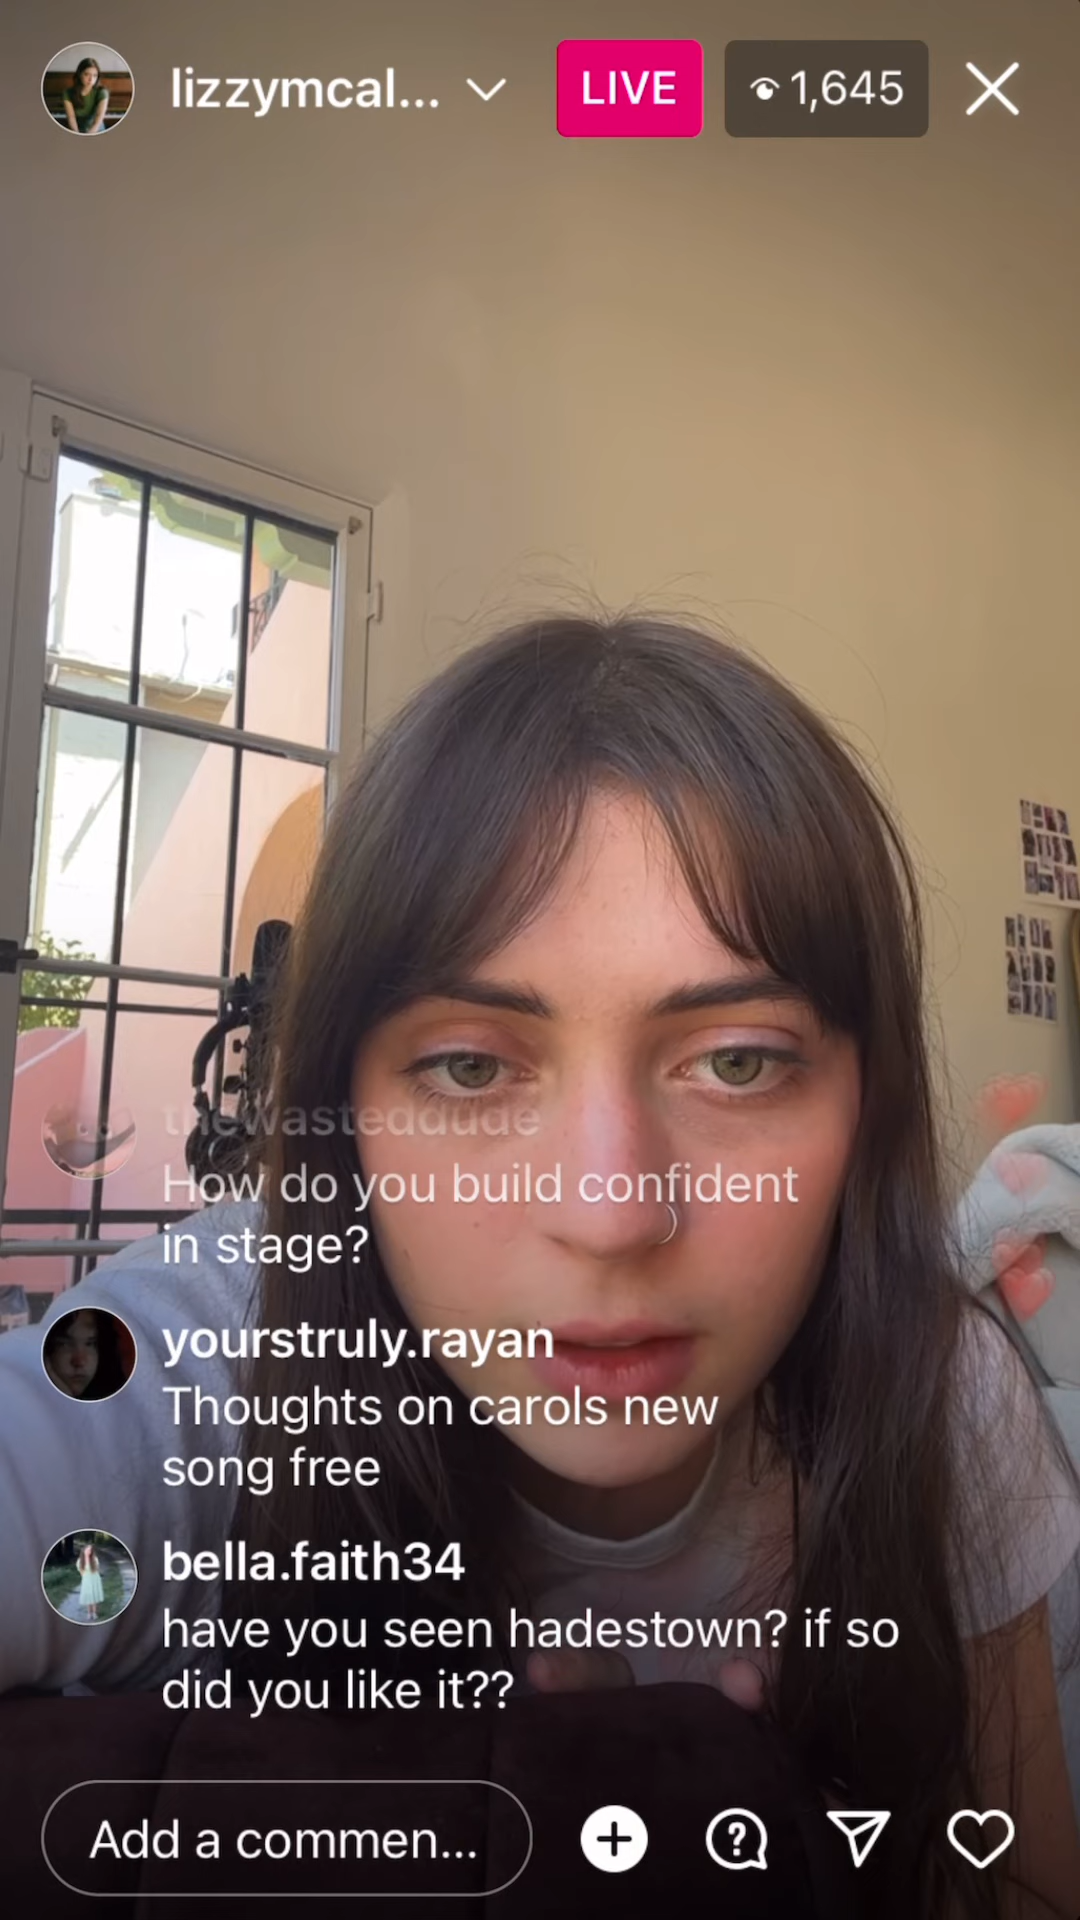 lizzymcal...
LIVE
1,645
thewasteddude
How do you build confident
in stage?
yourstruly.rayan
Thoughts on carols new
song free
bella.faith34
have you seen hadestown? if so
did you like it??
Add a commen...